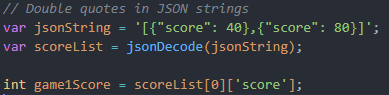 // Double quotes in JSON strings
var jsonString = '[{"score": 40},{"score": 80}]';
var scoreList = jsonDecode(jsonString);
int game1Score = scoreList[0]['score'];